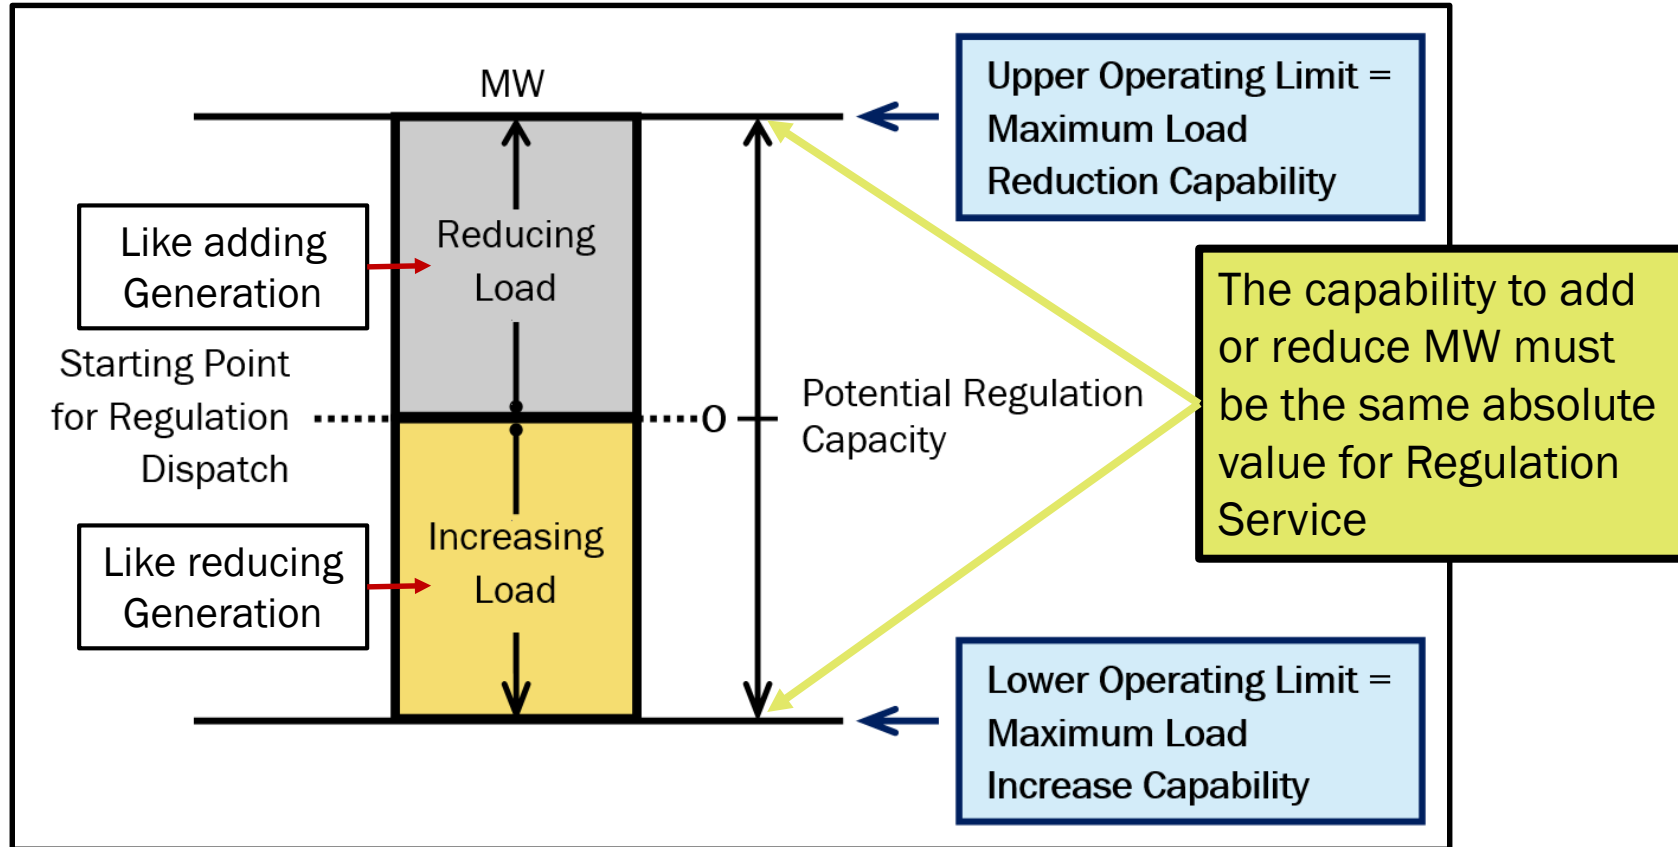 MW
Upper Operating Limit =
Maximum Load
Reduction Capability
Like adding
Generation
Reducing
Load
The capability to add
or reduce MW must
be the same absolute
value for Regulation
Service
Starting Point
for Regulation
Dispatch
0
Potential Regulation
Capacity
Like reducing
Generation
Increasing
Load
Lower Operating Limit =
Maximum Load
Increase Capability